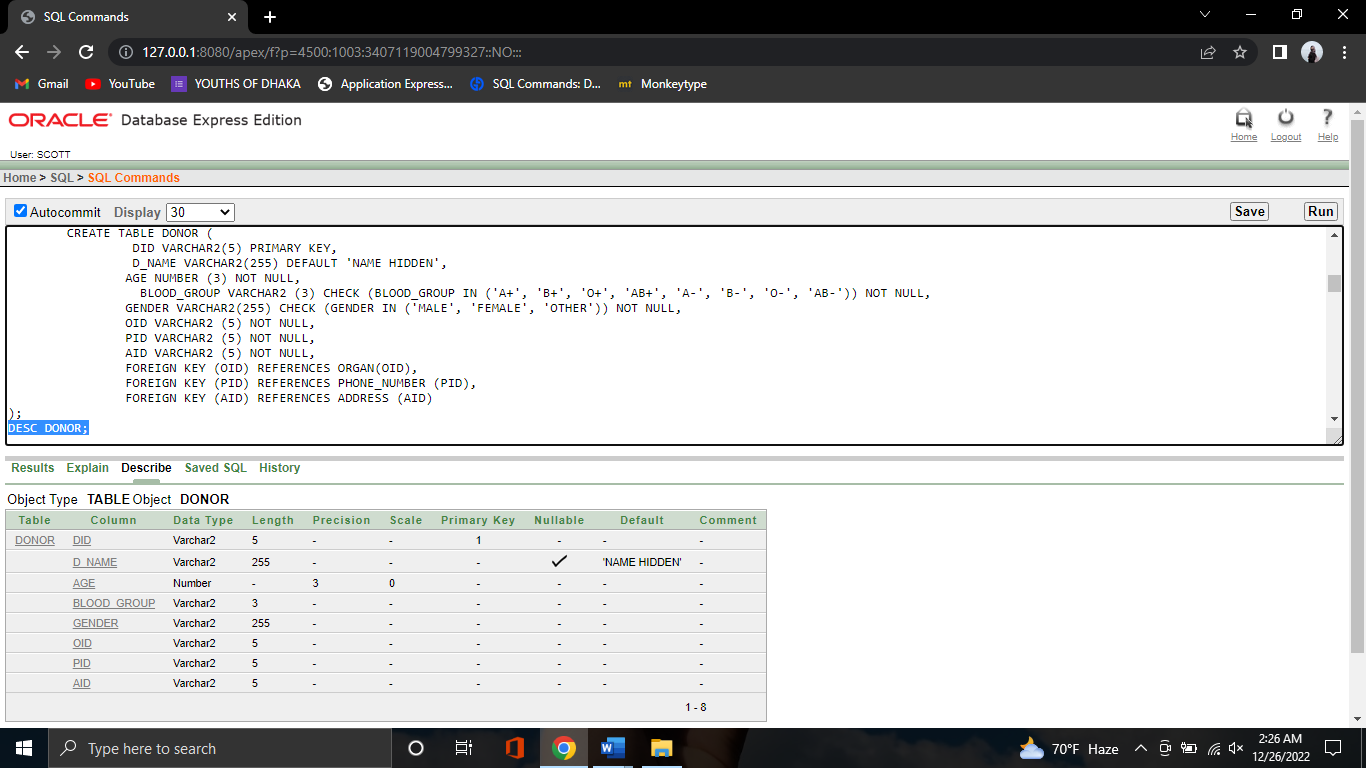 SQL Commands
127.0.0.1:8080/apex/f?p=4500:1003:3407119004799327::NO:::
Gmail YouTube YOUTHS OF DHAKA Application Express... SQL Commands: D... mt Monkeytype
ORACLE Database Express Edition
Home Logout Help
User: SCOTT
Home > SQL > SQL Commands
Autocommit Display 30 Save Run
CREATE TABLE DONOR (
DID VARCHAR2(5) PRIMARY KEY,
D_NAME VARCHAR2(255) DEFAULT 'NAME HIDDEN',
AGE NUMBER (3) NOT NULL,
BLOOD_GROUP VARCHAR2 (3) CHECK (BLOOD_GROUP IN ('A+', 'B+', 'O+', 'AB+', 'A-', 'B-', 'O-', 'AB-')) NOT NULL,
GENDER VARCHAR2(255) CHECK (GENDER IN ('MALE', 'FEMALE', 'OTHER')) NOT NULL,
OID VARCHAR2 (5) NOT NULL,
PID VARCHAR2 (5) NOT NULL,
AID VARCHAR2 (5) NOT NULL,
FOREIGN KEY (OID) REFERENCES ORGAN(OID),
FOREIGN KEY (PID) REFERENCES PHONE_NUMBER (PID),
FOREIGN KEY (AID) REFERENCES ADDRESS (AID)
);
DESC DONOR;
Results Explain Describe Saved SQL History
Object Type TABLE Object DONOR
Table Column Data Type Length Precision Scale Primary Key Nullable Default Comment
DONOR DID Varchar2 5 - - 1 - - -
D_NAME Varchar2 255 - - - ✓ 'NAME HIDDEN' -
AGE Number - 3 0 - - - -
BLOOD_GROUP Varchar2 3 - - - - - -
GENDER Varchar2 255 - - - - - -
OID Varchar2 5 - - - - - -
PID Varchar2 5 - - - - - -
AID Varchar2 5 - - - - - -
1 - 8
Type here to search
70°F Haze
2:26 AM
12/26/2022